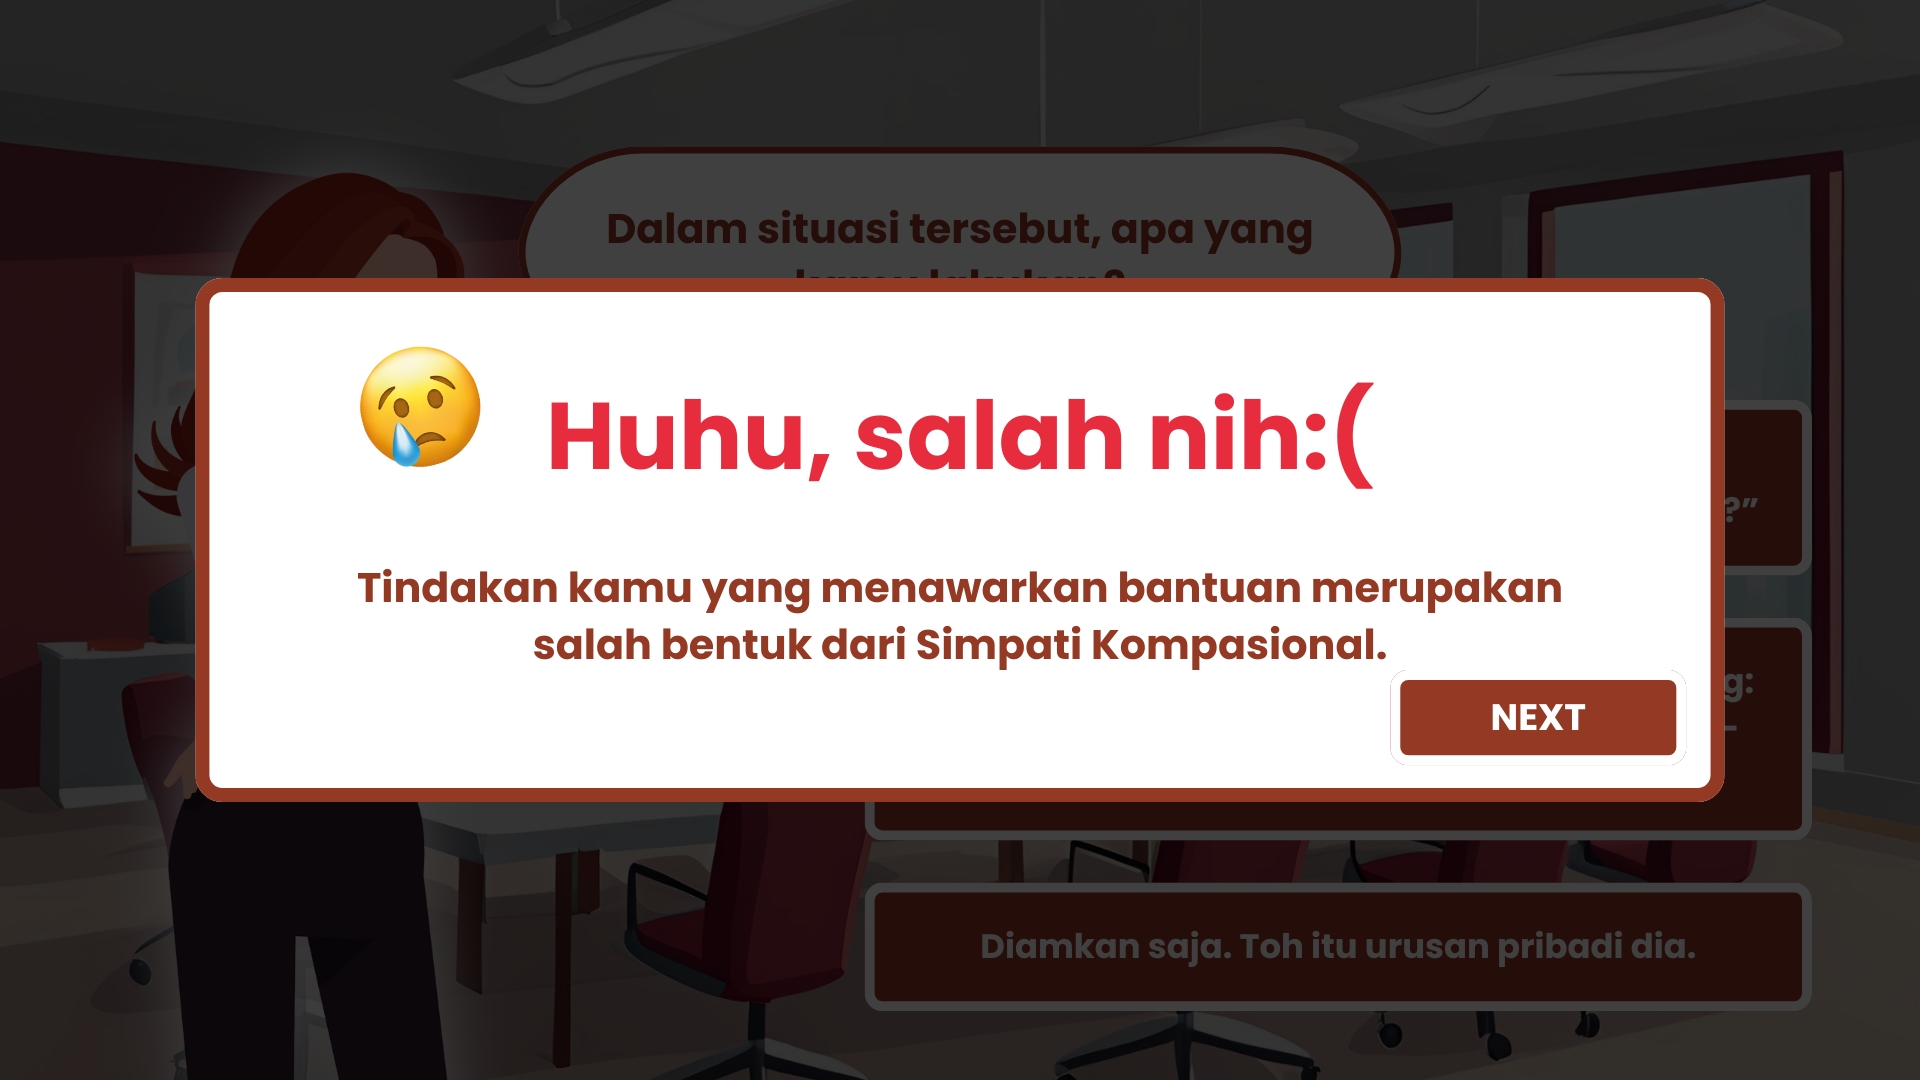 Dalam situasi tersebut, apa yang
Huhu, salah nih:(
Tindakan kamu yang menawarkan bantuan merupakan
salah bentuk dari Simpati Kompasional.
?”
g:
NEXT
Diamkan saja. Toh itu urusan pribadi dia.